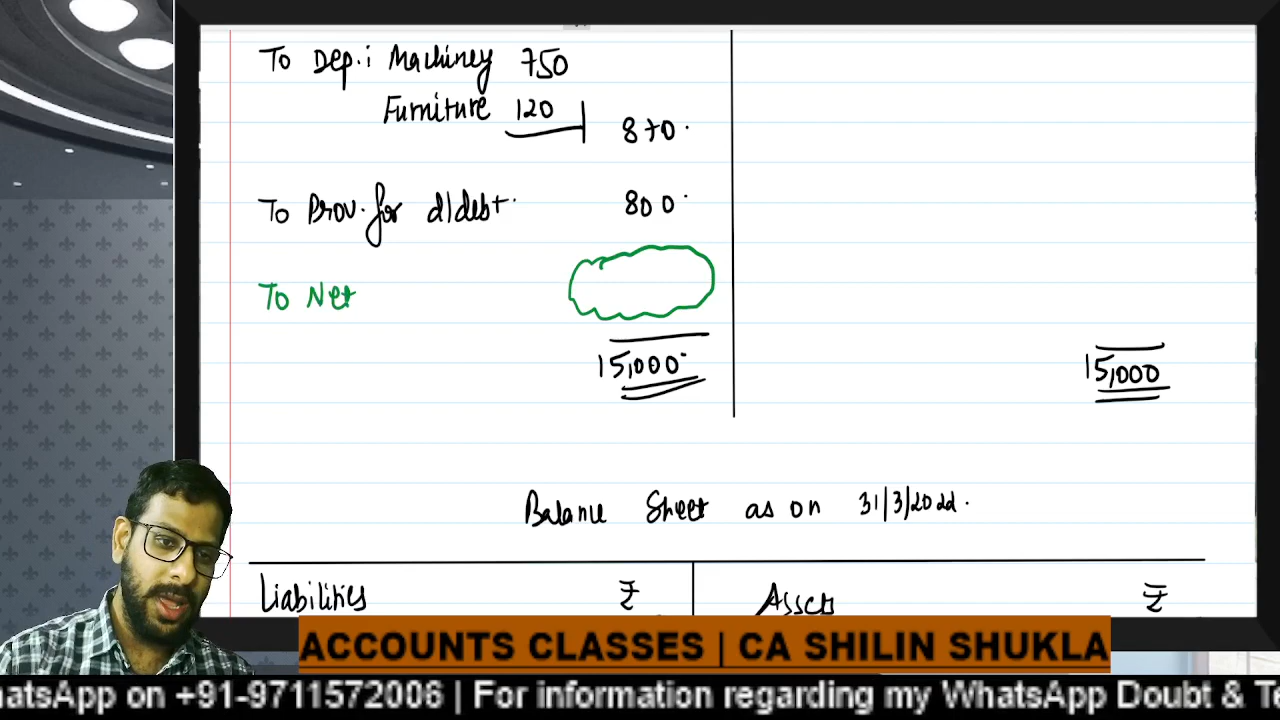 To Dep.: Machinery 750
Furniture 120
870
To Prov. for d/debt. 800
To Net
15,000 15,000
Balance Sheet as on 31/3/2022.
Liabilities ₹ Assets ₹
ACCOUNTS CLASSES | CA SHILIN SHUKLA
hatsApp on +91-9711572006 | For information regarding my WhatsApp Doubt & Te